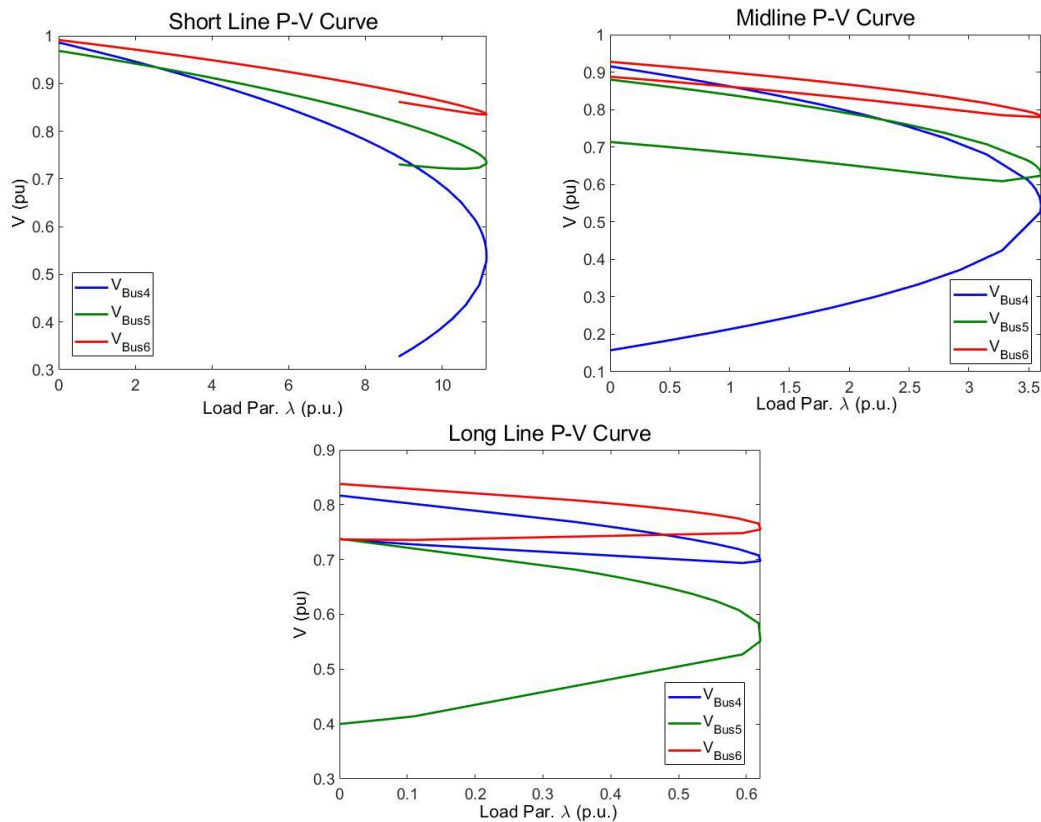 Short Line P-V Curve
1
0.9
0.8
0.7
0.6
0.5
0.4
0.3
V (pu)
V_Bus4
V_Bus5
V_Bus6
0 2 4 6 8 10
Load Par. λ (p.u.)
Midline P-V Curve
1
0.9
0.8
0.7
0.6
0.5
0.4
0.3
0.2
0.1
V (pu)
V_Bus4
V_Bus5
V_Bus6
0 0.5 1 1.5 2 2.5 3 3.5
Load Par. λ (p.u.)
Long Line P-V Curve
0.9
0.8
0.7
0.6
0.5
0.4
0.3
V (pu)
V_Bus4
V_Bus5
V_Bus6
0 0.1 0.2 0.3 0.4 0.5 0.6
Load Par. λ (p.u.)